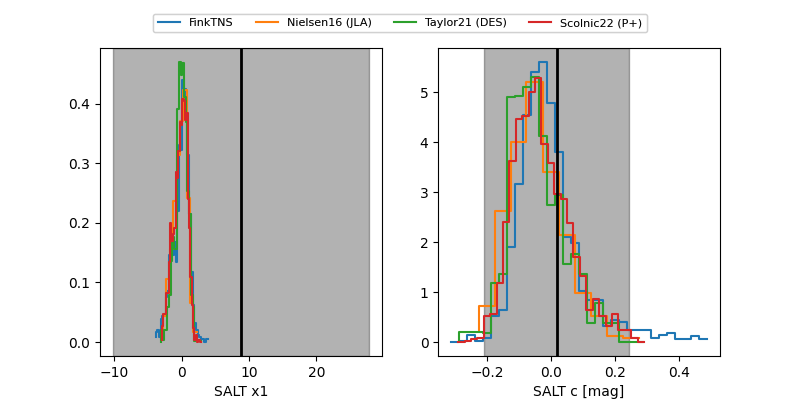 FinkTNS Nielsen16 (JLA) Taylor21 (DES) Scolnic22 (P+)
0.4
0.3
0.2
0.1
0.0
−10 0 10 20
SALT x1
5
4
3
2
1
0
−0.2 0.0 0.2 0.4
SALT c [mag]